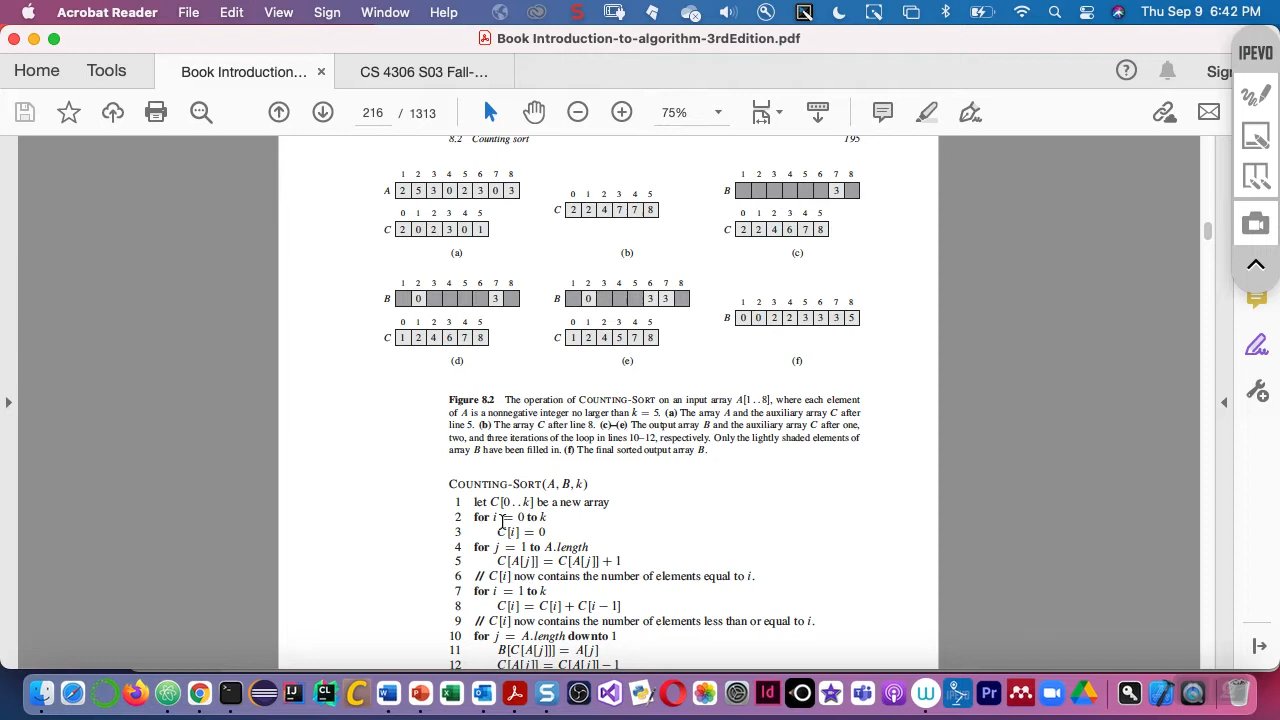 Acrobat Reader File Edit View Sign Window Help Thu Sep 9 6:42 PM
Book Introduction-to-algorithm-3rdEdition.pdf
IPEVO
Home Tools Book Introduction... × CS 4306 S03 Fall-... Sign
216 / 1313 75%
8.2 Counting sort 195
1 2 3 4 5 6 7 8
A 2 5 3 0 2 3 0 3
0 1 2 3 4 5
C 2 0 2 3 0 1
(a)
0 1 2 3 4 5
C 2 2 4 7 7 8
(b)
1 2 3 4 5 6 7 8
B 3
0 1 2 3 4 5
C 2 2 4 6 7 8
(c)
1 2 3 4 5 6 7 8
B 0 3
0 1 2 3 4 5
C 1 2 4 6 7 8
(d)
1 2 3 4 5 6 7 8
B 0 3 3
0 1 2 3 4 5
C 1 2 4 5 7 8
(e)
1 2 3 4 5 6 7 8
B 0 0 2 2 3 3 3 5
(f)
Figure 8.2 The operation of COUNTING-SORT on an input array A[1 . . 8], where each element
of A is a nonnegative integer no larger than k = 5. (a) The array A and the auxiliary array C after
line 5. (b) The array C after line 8. (c)–(e) The output array B and the auxiliary array C after one,
two, and three iterations of the loop in lines 10–12, respectively. Only the lightly shaded elements of
array B have been filled in. (f) The final sorted output array B.
COUNTING-SORT(A, B, k)
1 let C[0 . . k] be a new array
2 for i = 0 to k
3 C[i] = 0
4 for j = 1 to A.length
5 C[A[j]] = C[A[j]] + 1
6 // C[i] now contains the number of elements equal to i.
7 for i = 1 to k
8 C[i] = C[i] + C[i − 1]
9 // C[i] now contains the number of elements less than or equal to i.
10 for j = A.length downto 1
11 B[C[A[j]]] = A[j]
12 C[A[j]] = C[A[j]] − 1